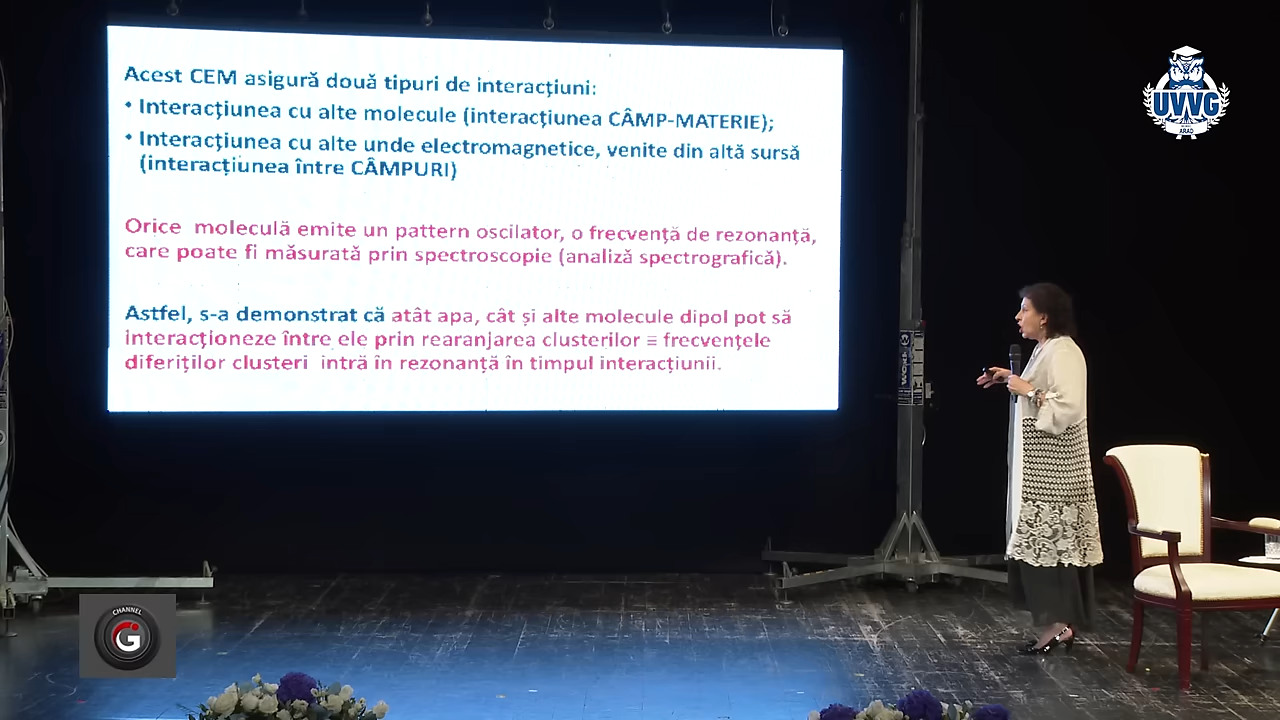 Acest CEM asigură două tipuri de interacțiuni:
• Interacțiunea cu alte molecule (interacțiunea CÂMP-MATERIE);
• Interacțiunea cu alte unde electromagnetice, venite din altă sursă
(interacțiunea între CÂMPURI)
Orice moleculă emite un pattern oscilator, o frecvență de rezonanță,
care poate fi măsurată prin spectroscopie (analiză spectrografică).
Astfel, s-a demonstrat că atât apa, cât și alte molecule dipol pot să
interacționeze între ele prin rearanjarea clusterilor ≡ frecvențele
diferiților clusteri intră în rezonanță în timpul interacțiunii.
UVVG
ARAD
WORK
CHANNEL
G